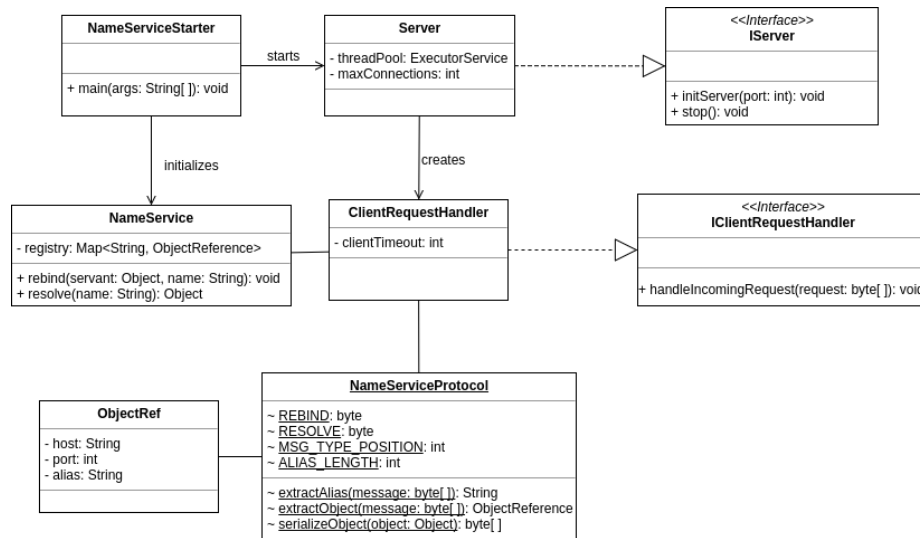 NameServiceStarter
+ main(args: String[ ]): void
starts
Server
- threadPool: ExecutorService
- maxConnections: int
<<Interface>>
IServer
+ initServer(port: int): void
+ stop(): void
initializes
creates
NameService
- registry: Map<String, ObjectReference>
+ rebind(servant: Object, name: String): void
+ resolve(name: String): Object
ClientRequestHandler
- clientTimeout: int
<<Interface>>
IClientRequestHandler
+ handleIncomingRequest(request: byte[ ]): void
ObjectRef
- host: String
- port: int
- alias: String
NameServiceProtocol
~ REBIND: byte
~ RESOLVE: byte
~ MSG_TYPE_POSITION: int
~ ALIAS_LENGTH: int
~ extractAlias(message: byte[ ]): String
~ extractObject(message: byte[ ]): ObjectReference
~ serializeObject(object: Object): byte[ ]